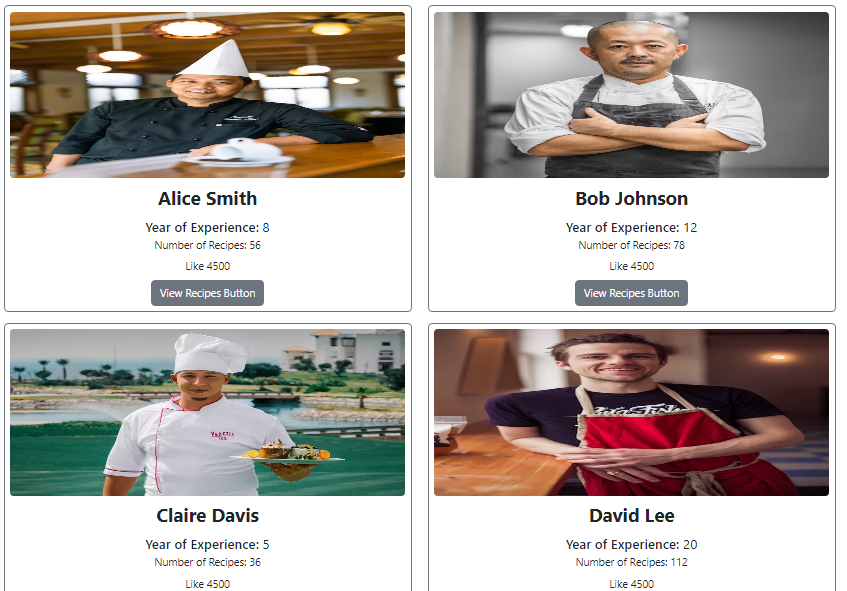 Alice Smith
Year of Experience: 8
Number of Recipes: 56
Like 4500
View Recipes Button
Bob Johnson
Year of Experience: 12
Number of Recipes: 78
Like 4500
View Recipes Button
Claire Davis
Year of Experience: 5
Number of Recipes: 36
Like 4500
David Lee
Year of Experience: 20
Number of Recipes: 112
Like 4500